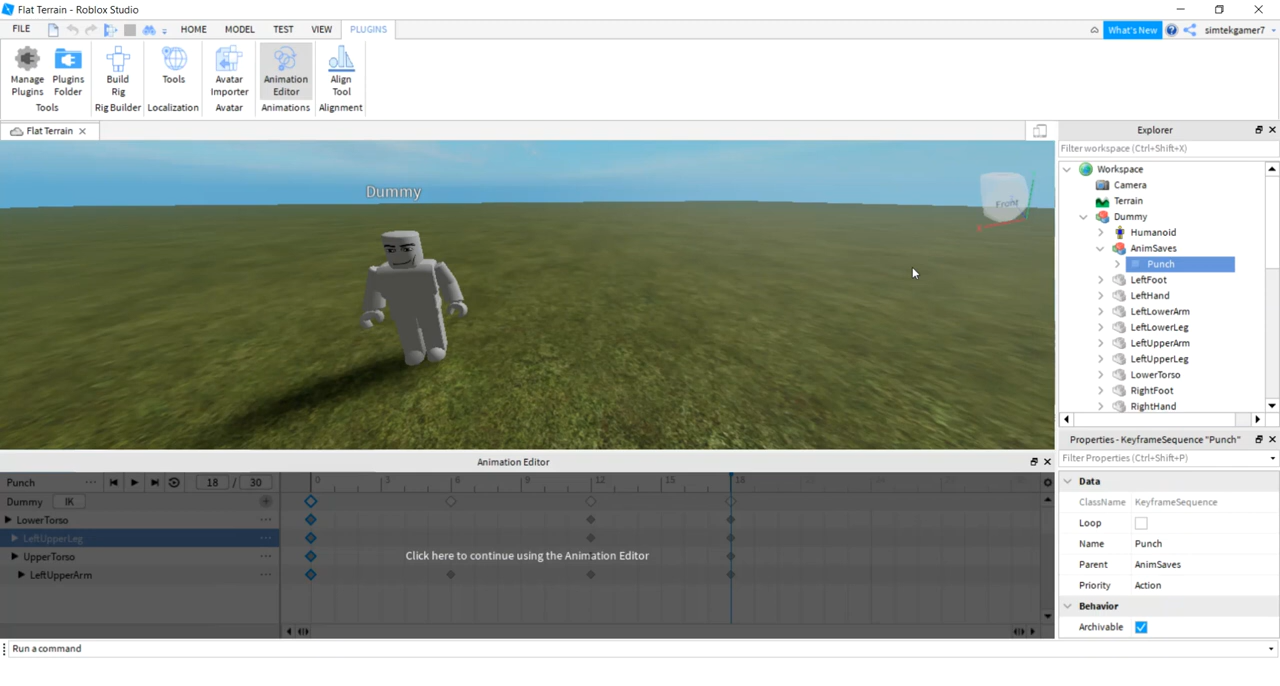 Flat Terrain - Roblox Studio
FILE HOME MODEL TEST VIEW PLUGINS What's New simtekgamer7
Manage Plugins
Plugins Folder
Build Rig
Tools
Avatar Importer
Animation Editor
Align Tool
Tools Rig Builder Localization Avatar Animations Alignment
Flat Terrain
Explorer
Filter workspace (Ctrl+Shift+X)
Workspace
Camera
Terrain
Dummy
Humanoid
AnimSaves
Punch
LeftFoot
LeftHand
LeftLowerArm
LeftLowerLeg
LeftUpperArm
LeftUpperLeg
LowerTorso
RightFoot
RightHand
Dummy
Front
Animation Editor
Punch ... 18 / 30 0 3 6 9 12 15 18
Dummy IK
LowerTorso ...
LeftUpperLeg ...
UpperTorso ...
LeftUpperArm ...
Click here to continue using the Animation Editor
Properties - KeyframeSequence "Punch"
Filter Properties (Ctrl+Shift+P)
Data
ClassName KeyframeSequence
Loop
Name Punch
Parent AnimSaves
Priority Action
Behavior
Archivable
Run a command